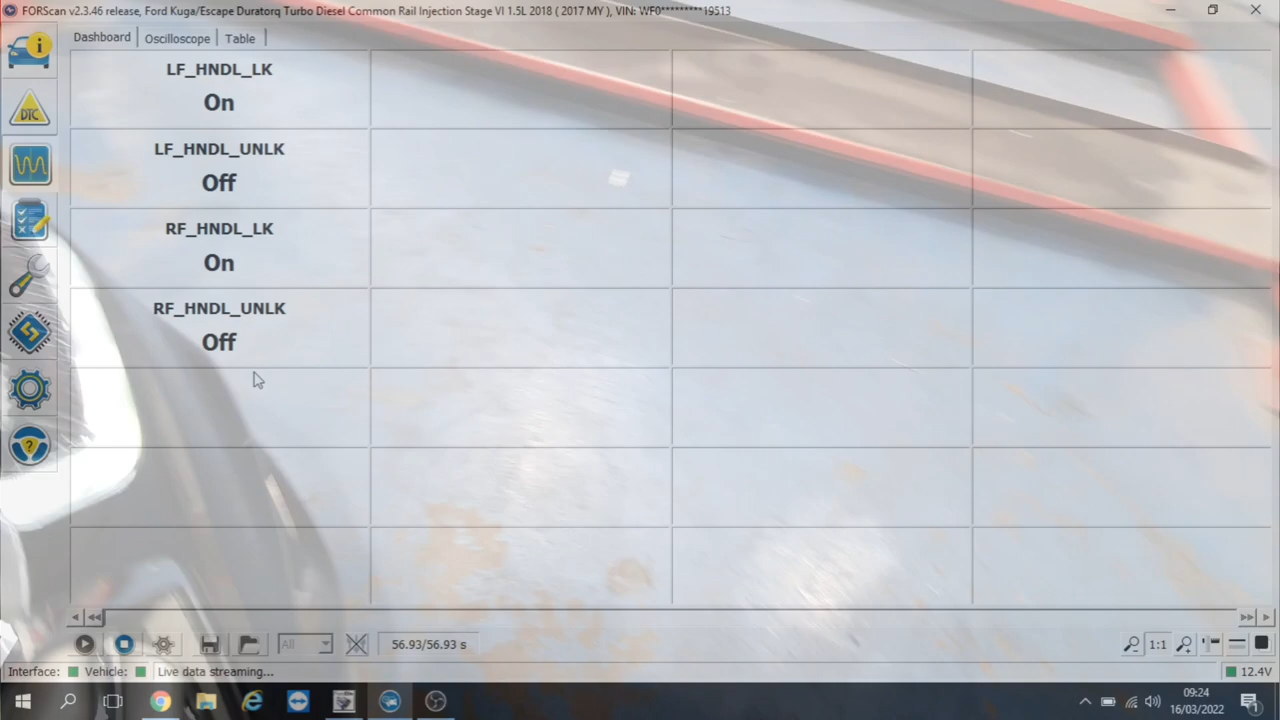 FORScan v2.3.46 release, Ford Kuga/Escape Duratorq Turbo Diesel Common Rail Injection Stage VI 1.5L 2018 ( 2017 MY ), VIN: WF0*********19513
Dashboard Oscilloscope Table
LF_HNDL_LK
On
LF_HNDL_UNLK
Off
RF_HNDL_LK
On
RF_HNDL_UNLK
Off
DTC
All 56.93/56.93 s 1:1
Interface: Vehicle: Live data streaming... 12.4V
09:24
16/03/2022
1